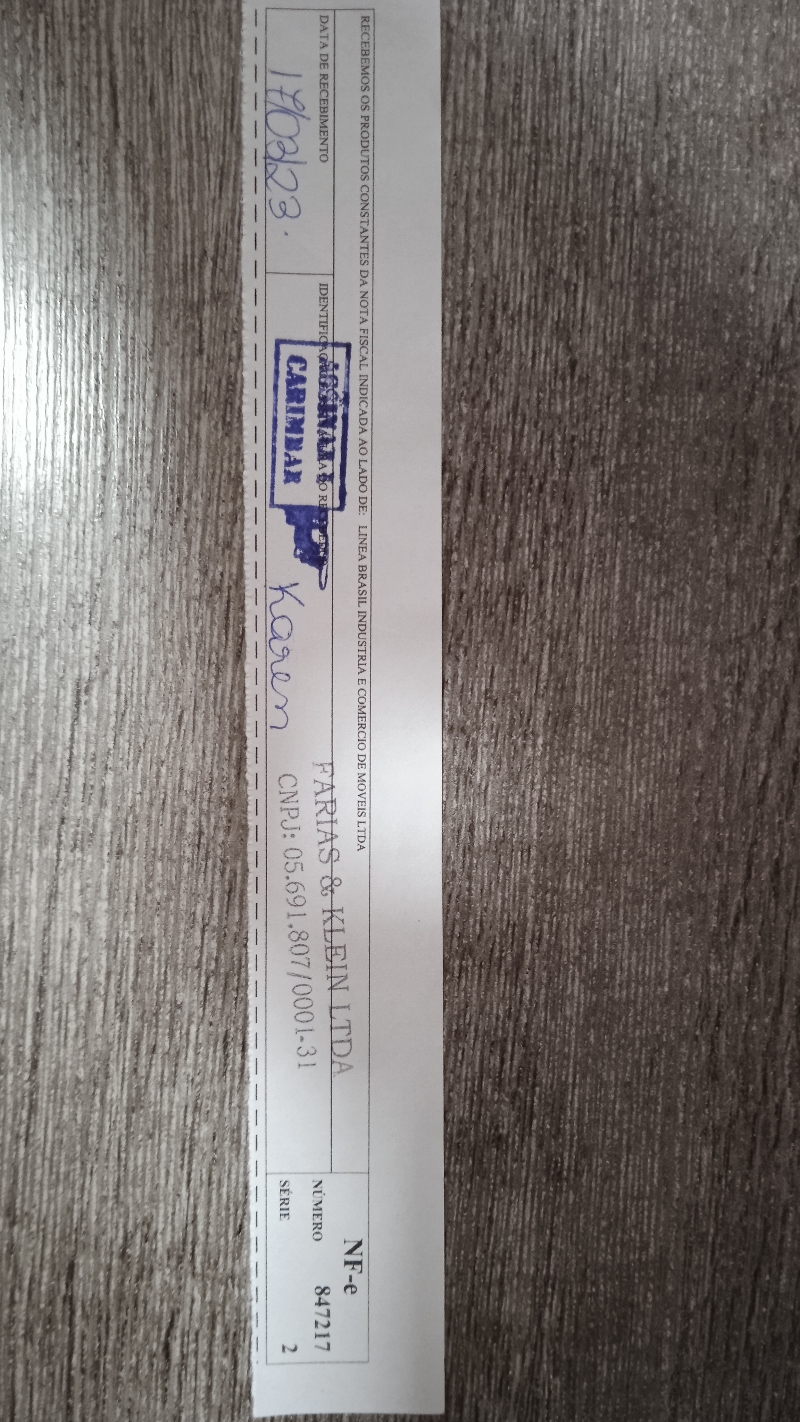 RECEBEMOS OS PRODUTOS CONSTANTES DA NOTA FISCAL INDICADA AO LADO DE: LINEA BRASIL INDUSTRIA E COMERCIO DE MOVEIS LTDA
DATA DE RECEBIMENTO
17/02/23.
ASSINAR E
CARIMBAR
Karen
FARIAS & KLEIN LTDA
CNPJ: 05.691.807/0001-31
NF-e
NÚMERO 847217
SÉRIE 2